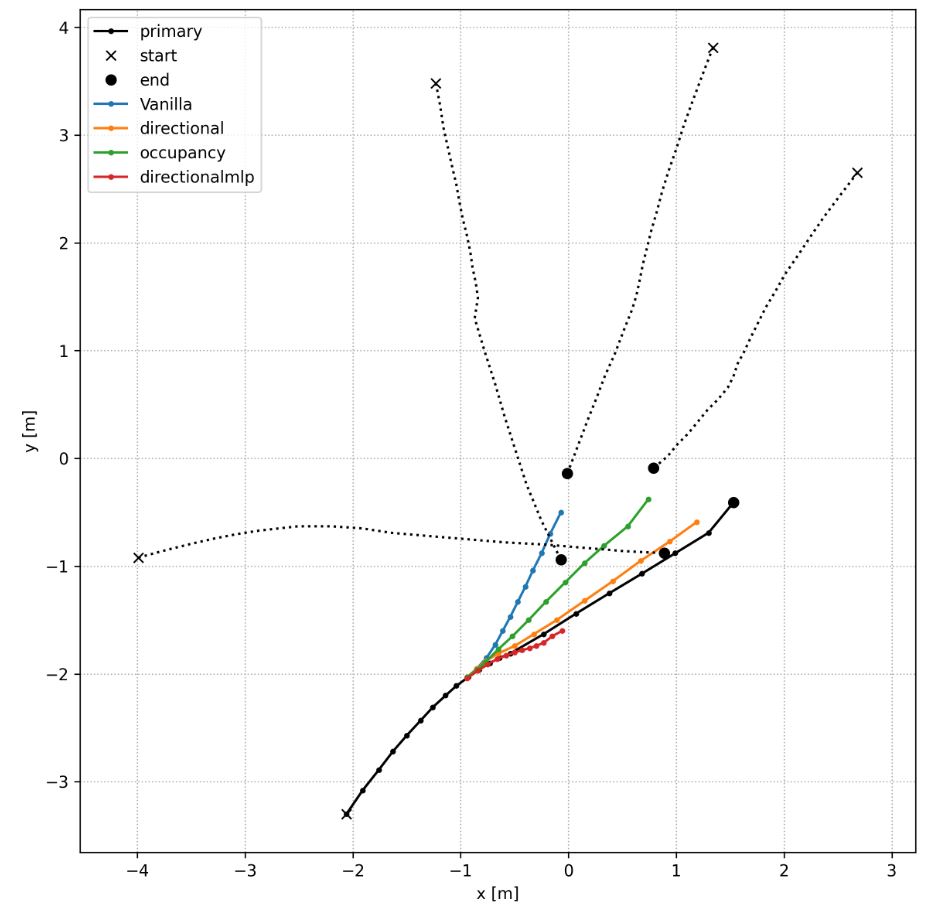 primary
start
end
Vanilla
directional
occupancy
directionalmlp
4
3
2
1
0
−1
−2
−3
y [m]
−4 −3 −2 −1 0 1 2 3
x [m]